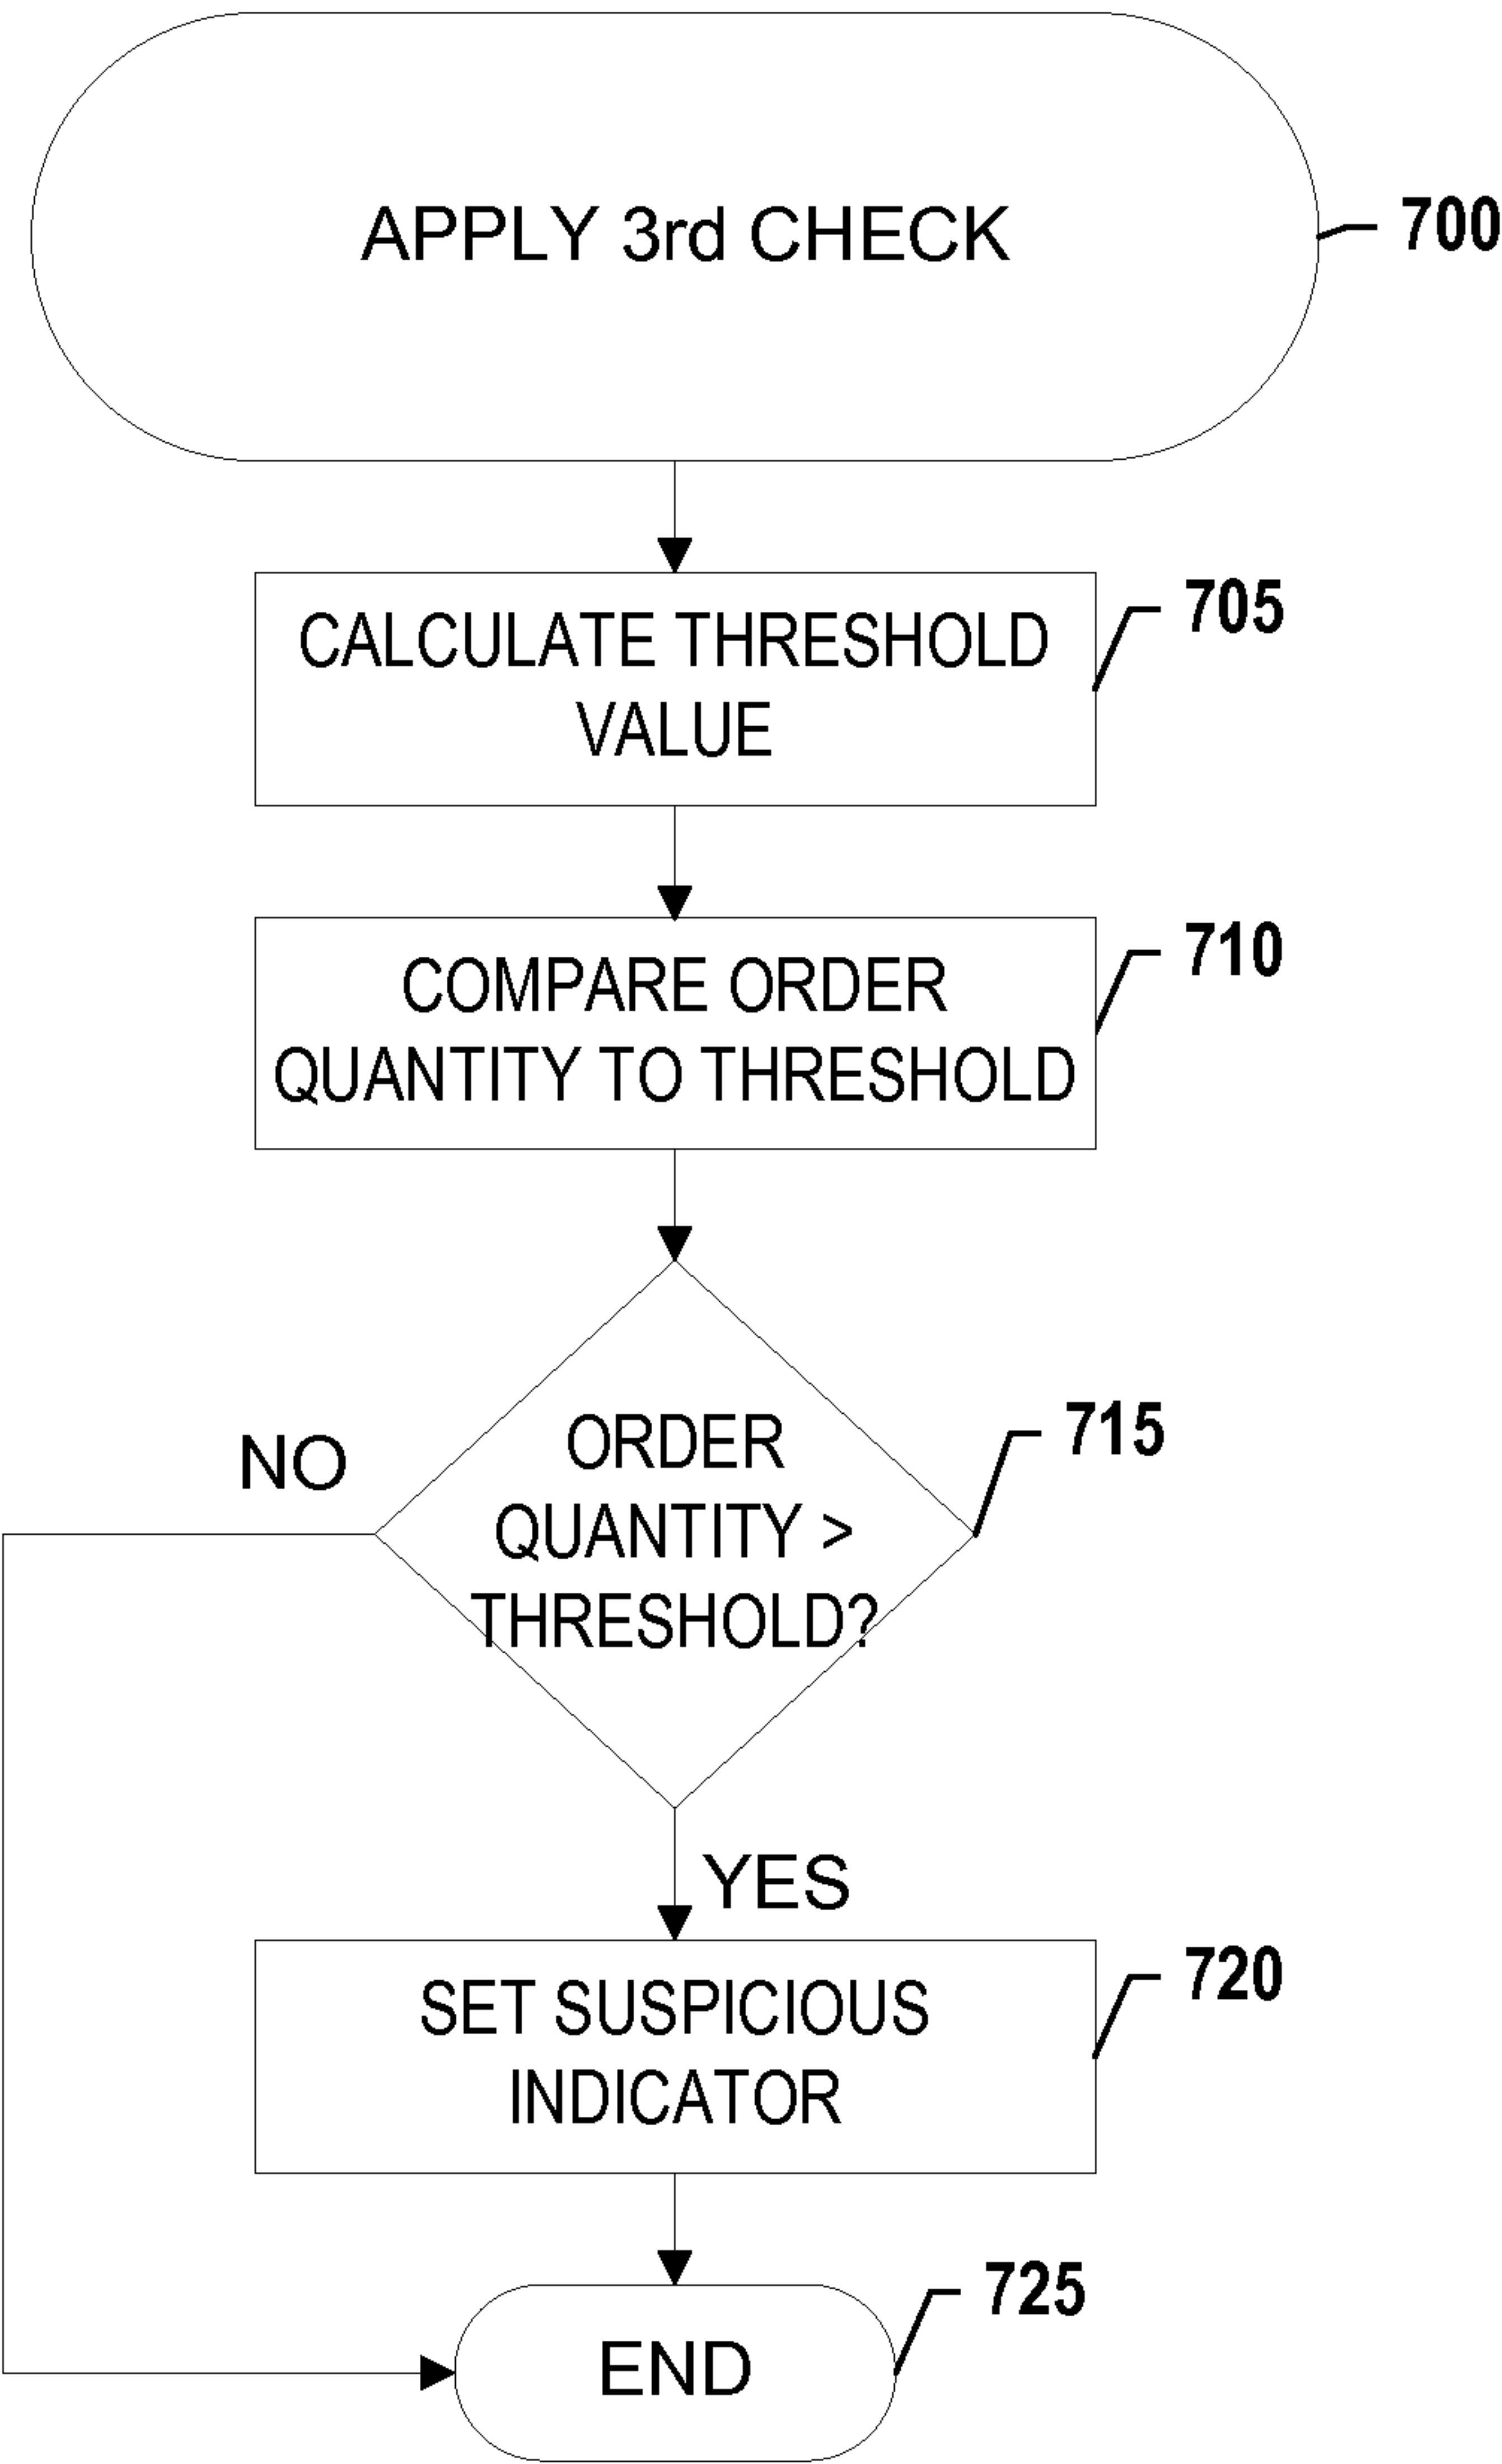 APPLY 3rd CHECK
700
CALCULATE THRESHOLD
VALUE
705
COMPARE ORDER
QUANTITY TO THRESHOLD
710
ORDER
QUANTITY >
THRESHOLD?
715
NO
YES
SET SUSPICIOUS
INDICATOR
720
END
725